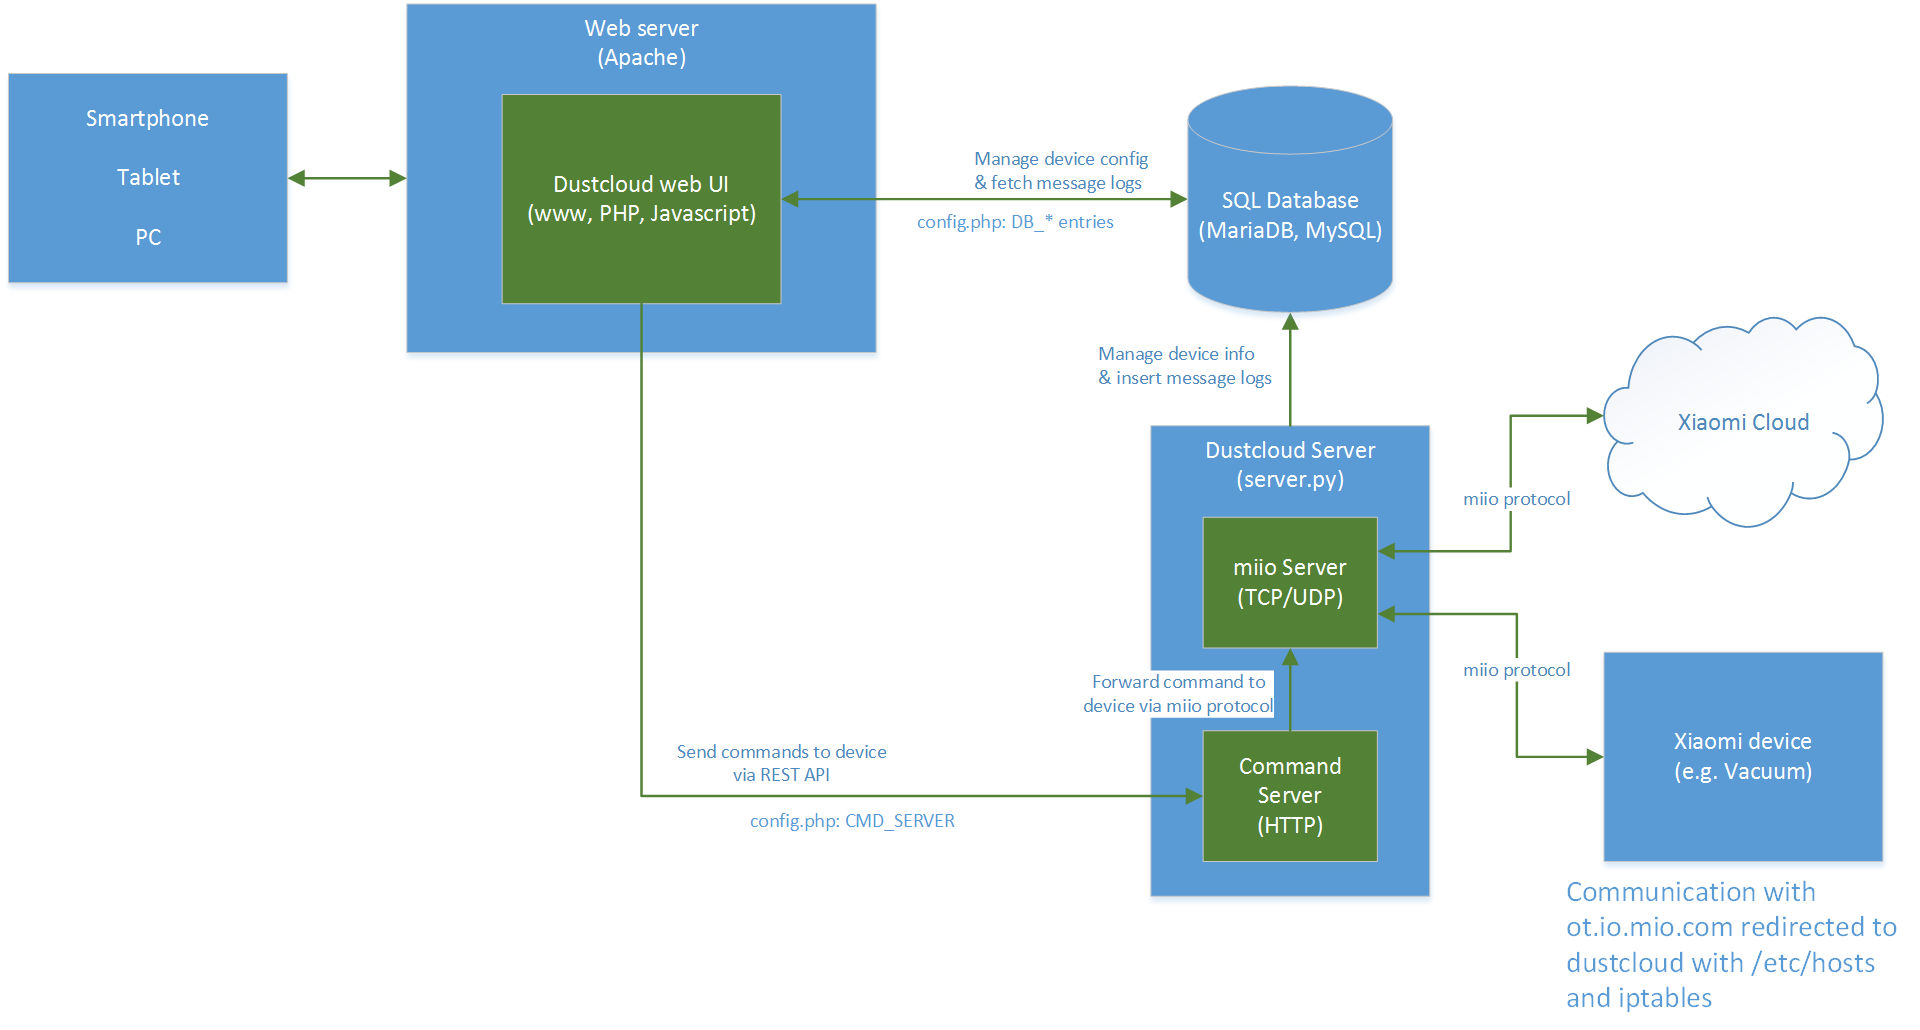 Web server
(Apache)
Smartphone
Tablet
PC
Dustcloud web UI
(www, PHP, Javascript)
Manage device config
& fetch message logs
config.php: DB_* entries
SQL Database
(MariaDB, MySQL)
Manage device info
& insert message logs
Xiaomi Cloud
Dustcloud Server
(server.py)
miio protocol
miio Server
(TCP/UDP)
miio protocol
Forward command to
device via miio protocol
Send commands to device
via REST API
config.php: CMD_SERVER
Command
Server
(HTTP)
Xiaomi device
(e.g. Vacuum)
Communication with
ot.io.mio.com redirected to
dustcloud with /etc/hosts
and iptables